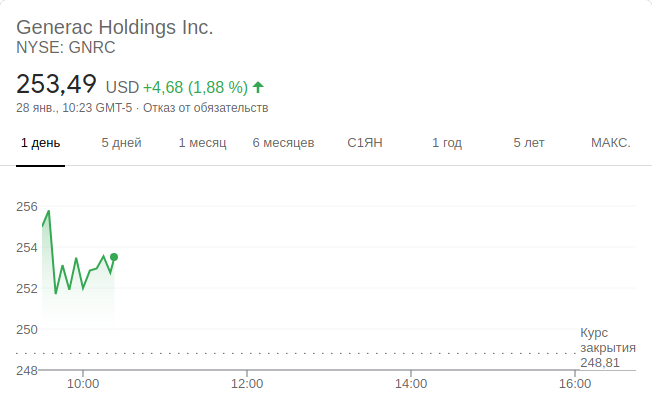 Generac Holdings Inc.
NYSE: GNRC
253,49 USD +4,68 (1,88 %)
28 янв., 10:23 GMT-5 · Отказ от обязательств
1 день 5 дней 1 месяц 6 месяцев С1ЯН 1 год 5 лет МАКС.
256
254
252
250
Курс
закрытия
248,81
248
10:00 12:00 14:00 16:00